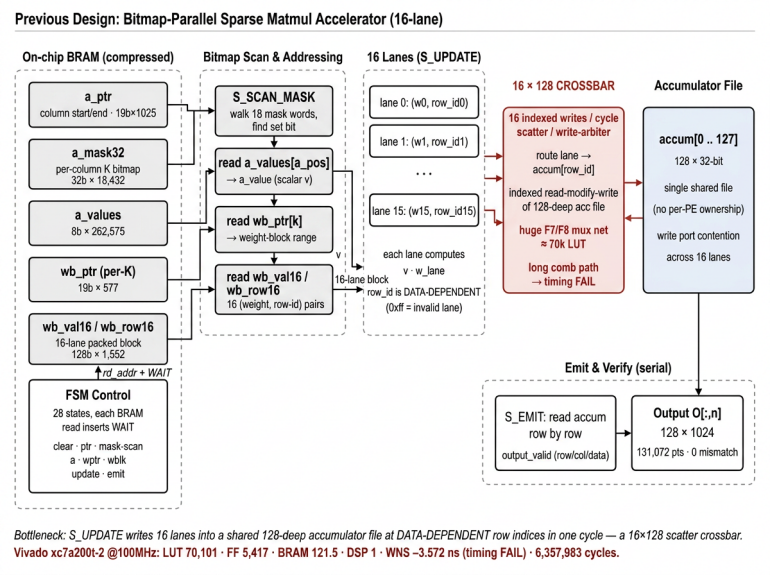 Previous Design: Bitmap-Parallel Sparse Matmul Accelerator (16-lane)
On-chip BRAM (compressed)
a_ptr
column start/end · 19b×1025
a_mask32
per-column K bitmap
32b × 18,432
a_values
8b × 262,575
wb_ptr (per-K)
19b × 577
wb_val16 / wb_row16
16-lane packed block
128b × 1,552
rd_addr + WAIT
FSM Control
28 states, each BRAM
read inserts WAIT
clear · ptr · mask-scan
a · wptr · wblk
update · emit
Bitmap Scan & Addressing
S_SCAN_MASK
walk 18 mask words,
find set bit
read a_values[a_pos]
→ a_value (scalar v)
read wb_ptr[k]
→ weight-block range
read wb_val16 /
wb_row16
16 (weight, row-id) pairs
v
16-lane block
16 Lanes (S_UPDATE)
lane 0: (w0, row_id0)
lane 1: (w1, row_id1)
...
lane 15: (w15, row_id15)
each lane computes
v · w_lane
row_id is DATA-DEPENDENT
(0xff = invalid lane)
16 × 128 CROSSBAR
16 indexed writes / cycle
scatter / write-arbiter
route lane →
accum[row_id]
indexed read-modify-write
of 128-deep acc file
huge F7/F8 mux net
≈ 70k LUT
long comb path
→ timing FAIL
Accumulator File
accum[0 .. 127]
128 × 32-bit
single shared file
(no per-PE ownership)
write port contention
across 16 lanes
Emit & Verify (serial)
S_EMIT: read accum
row by row
output_valid (row/col/data)
Output O[:,n]
128 × 1024
131,072 pts · 0 mismatch
Bottleneck: S_UPDATE writes 16 lanes into a shared 128-deep accumulator file at DATA-DEPENDENT row indices in one cycle — a 16×128 scatter crossbar.
Vivado xc7a200t-2 @100MHz: LUT 70,101 · FF 5,417 · BRAM 121.5 · DSP 1 · WNS −3.572 ns (timing FAIL) · 6,357,983 cycles.